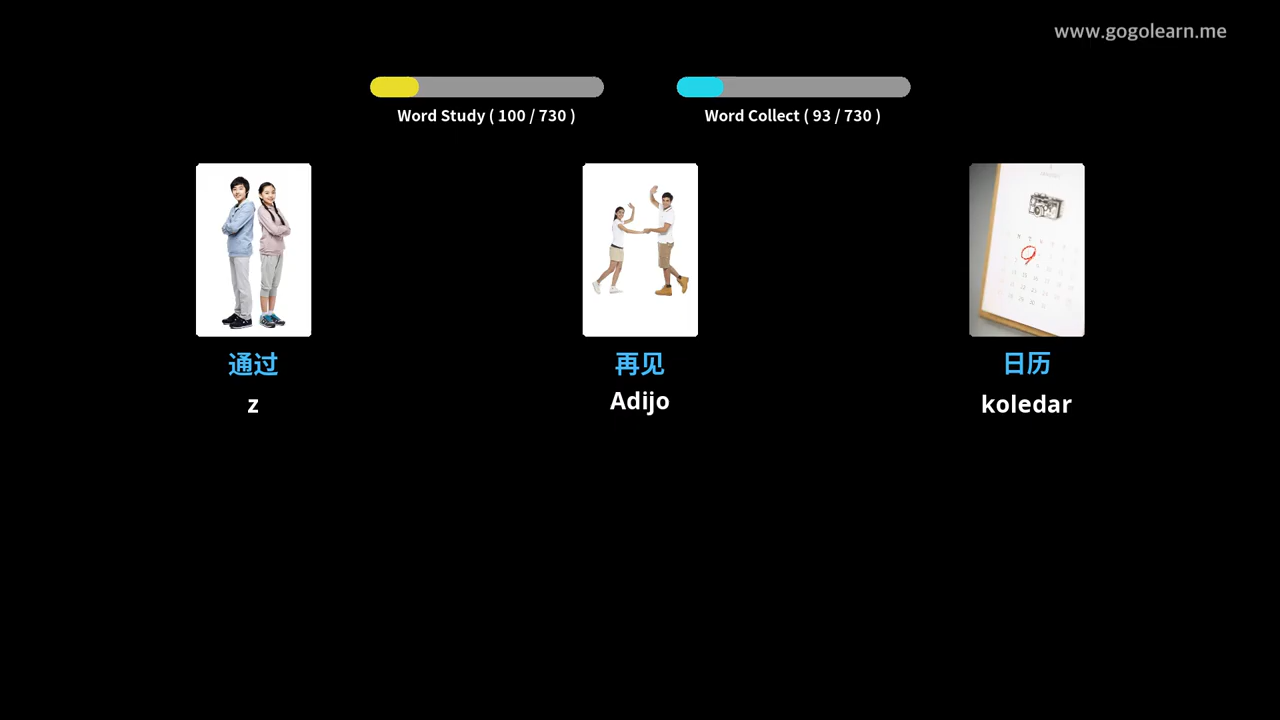 www.gogolearn.me
Word Study ( 100 / 730 )
Word Collect ( 93 / 730 )
通过
再见
日历
z
Adijo
koledar